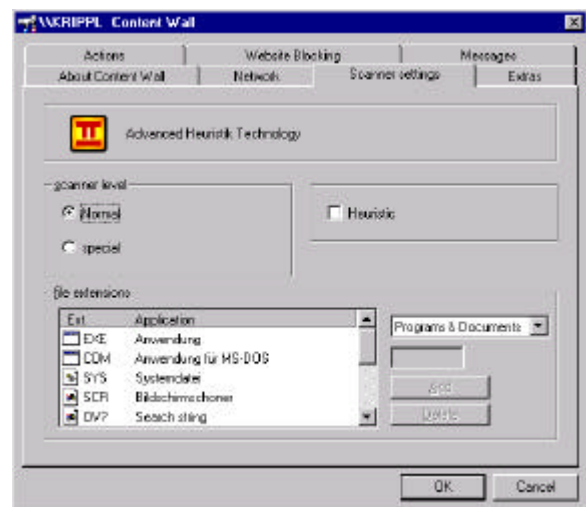 \\KRIPPL Content Wall
Actions Website Blocking Messages
About Content Wall Network Scanner settings Extras
Advanced Heuristik Technology
scanner level
Normal
Heuristic
special
file extensions
Ext Application
EXE Anwendung
COM Anwendung für MS-DOS
SYS Systemdatei
SCR Bildschirmschoner
OV? Search string
Programs & Documents
Add
Delete
OK Cancel